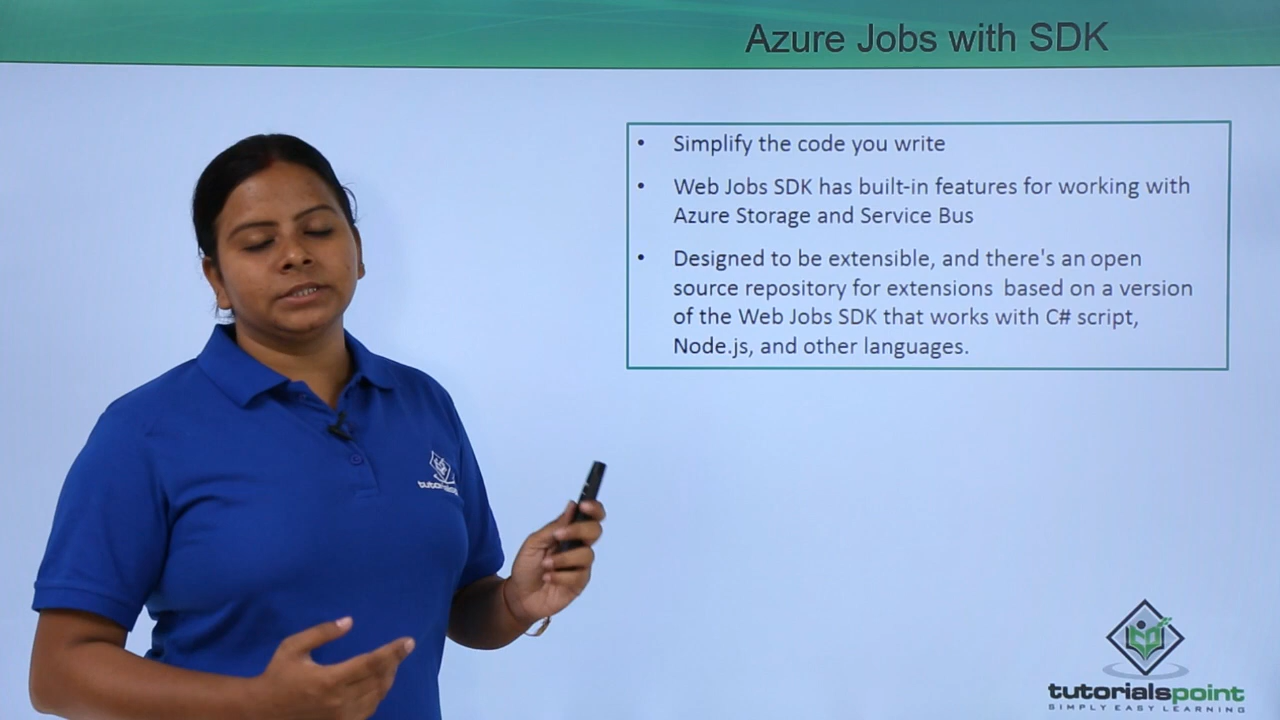 Azure Jobs with SDK
• Simplify the code you write
• Web Jobs SDK has built-in features for working with
Azure Storage and Service Bus
• Designed to be extensible, and there's an open
source repository for extensions based on a version
of the Web Jobs SDK that works with C# script,
Node.js, and other languages.
tutorialspoint
SIMPLY EASY LEARNING